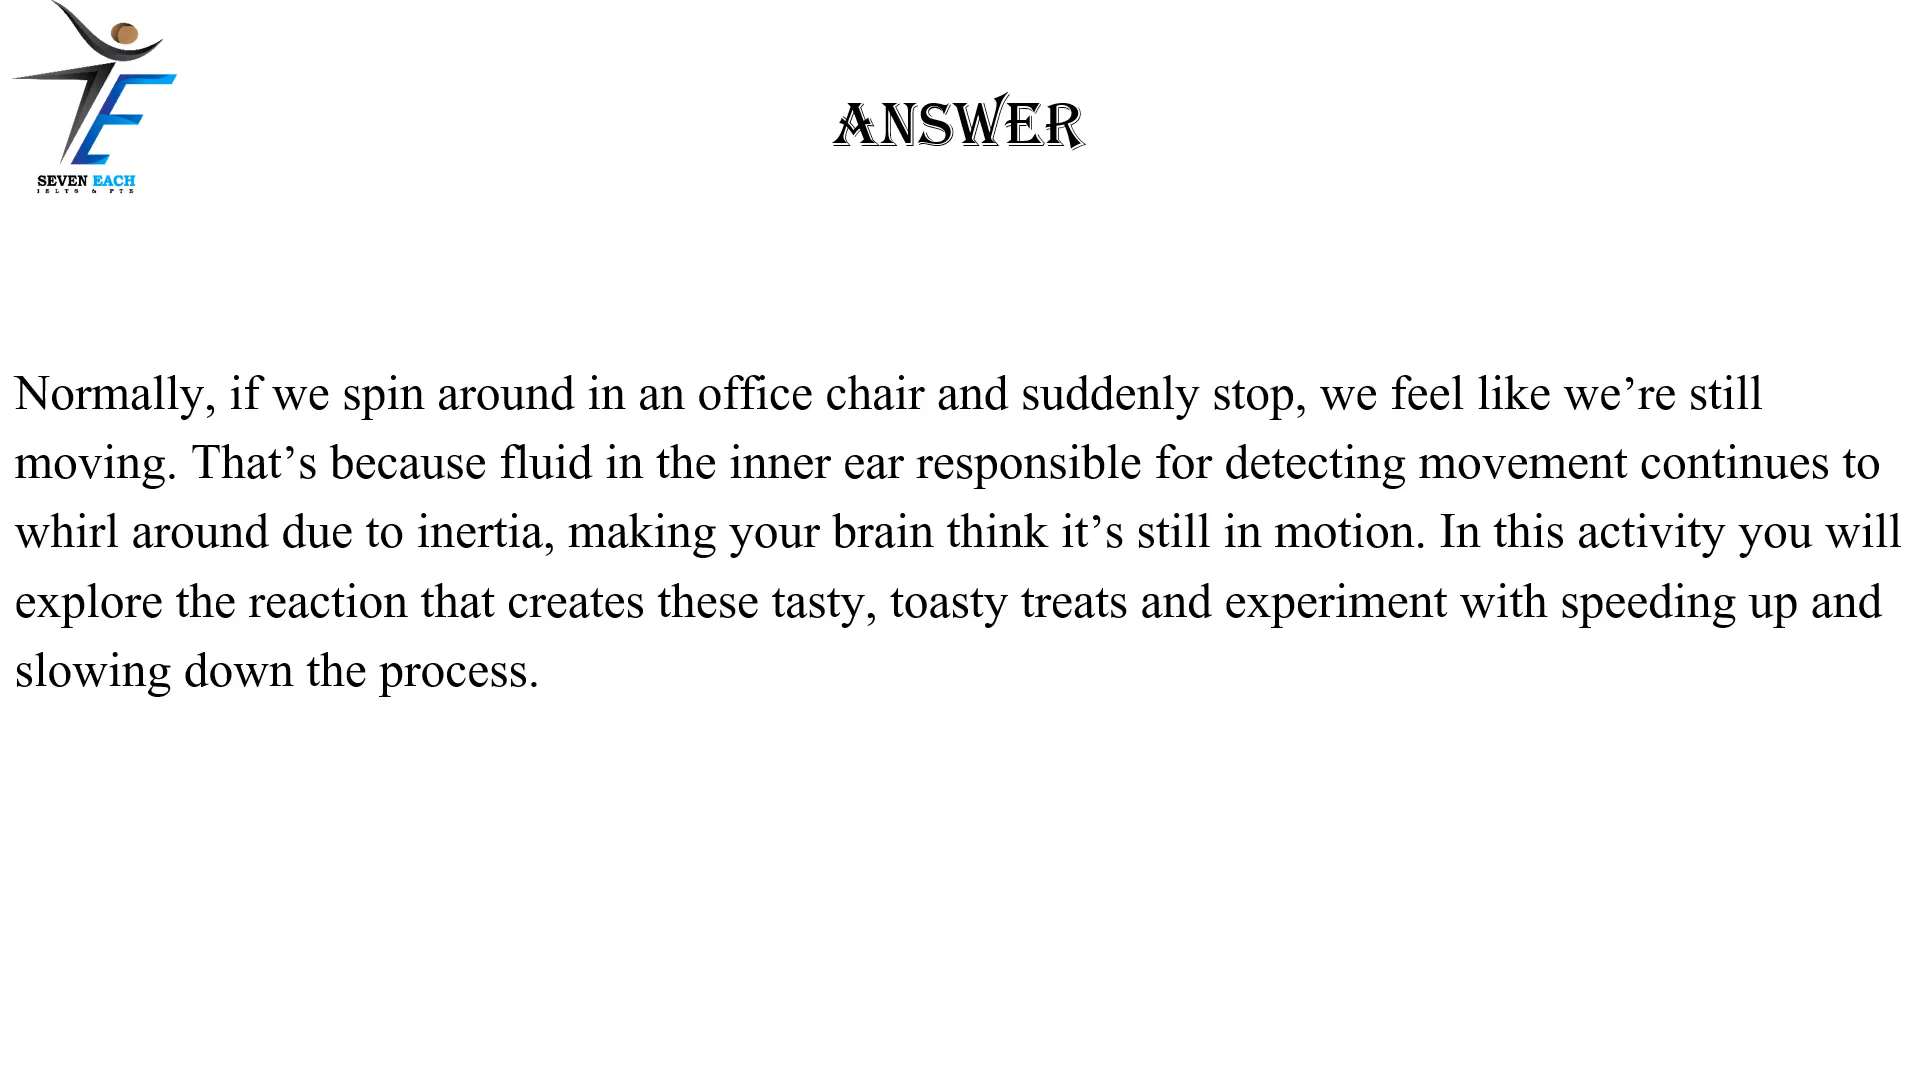 SEVEN EACH
IELTS & PTE
ANSWER
Normally, if we spin around in an office chair and suddenly stop, we feel like we’re still
moving. That’s because fluid in the inner ear responsible for detecting movement continues to
whirl around due to inertia, making your brain think it’s still in motion. In this activity you will
explore the reaction that creates these tasty, toasty treats and experiment with speeding up and
slowing down the process.